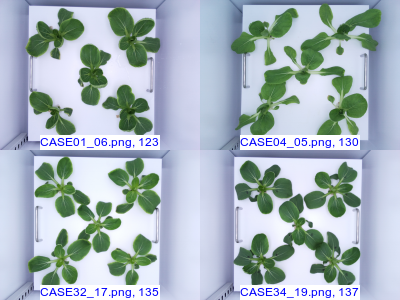 CASE01_06.png, 123
CASE04_05.png, 130
CASE32_17.png, 135
CASE34_19.png, 137